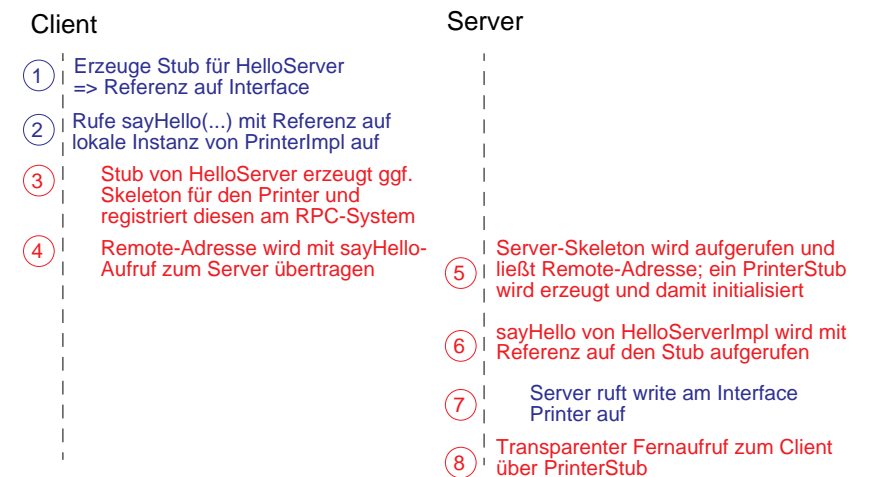 Client
Server
1
Erzeuge Stub für HelloServer
=> Referenz auf Interface
2
Rufe sayHello(...) mit Referenz auf
lokale Instanz von PrinterImpl auf
3
Stub von HelloServer erzeugt ggf.
Skeleton für den Printer und
registriert diesen am RPC-System
4
Remote-Adresse wird mit sayHello-
Aufruf zum Server übertragen
5
Server-Skeleton wird aufgerufen und
ließt Remote-Adresse; ein PrinterStub
wird erzeugt und damit initialisiert
6
sayHello von HelloServerImpl wird mit
Referenz auf den Stub aufgerufen
7
Server ruft write am Interface
Printer auf
8
Transparenter Fernaufruf zum Client
über PrinterStub